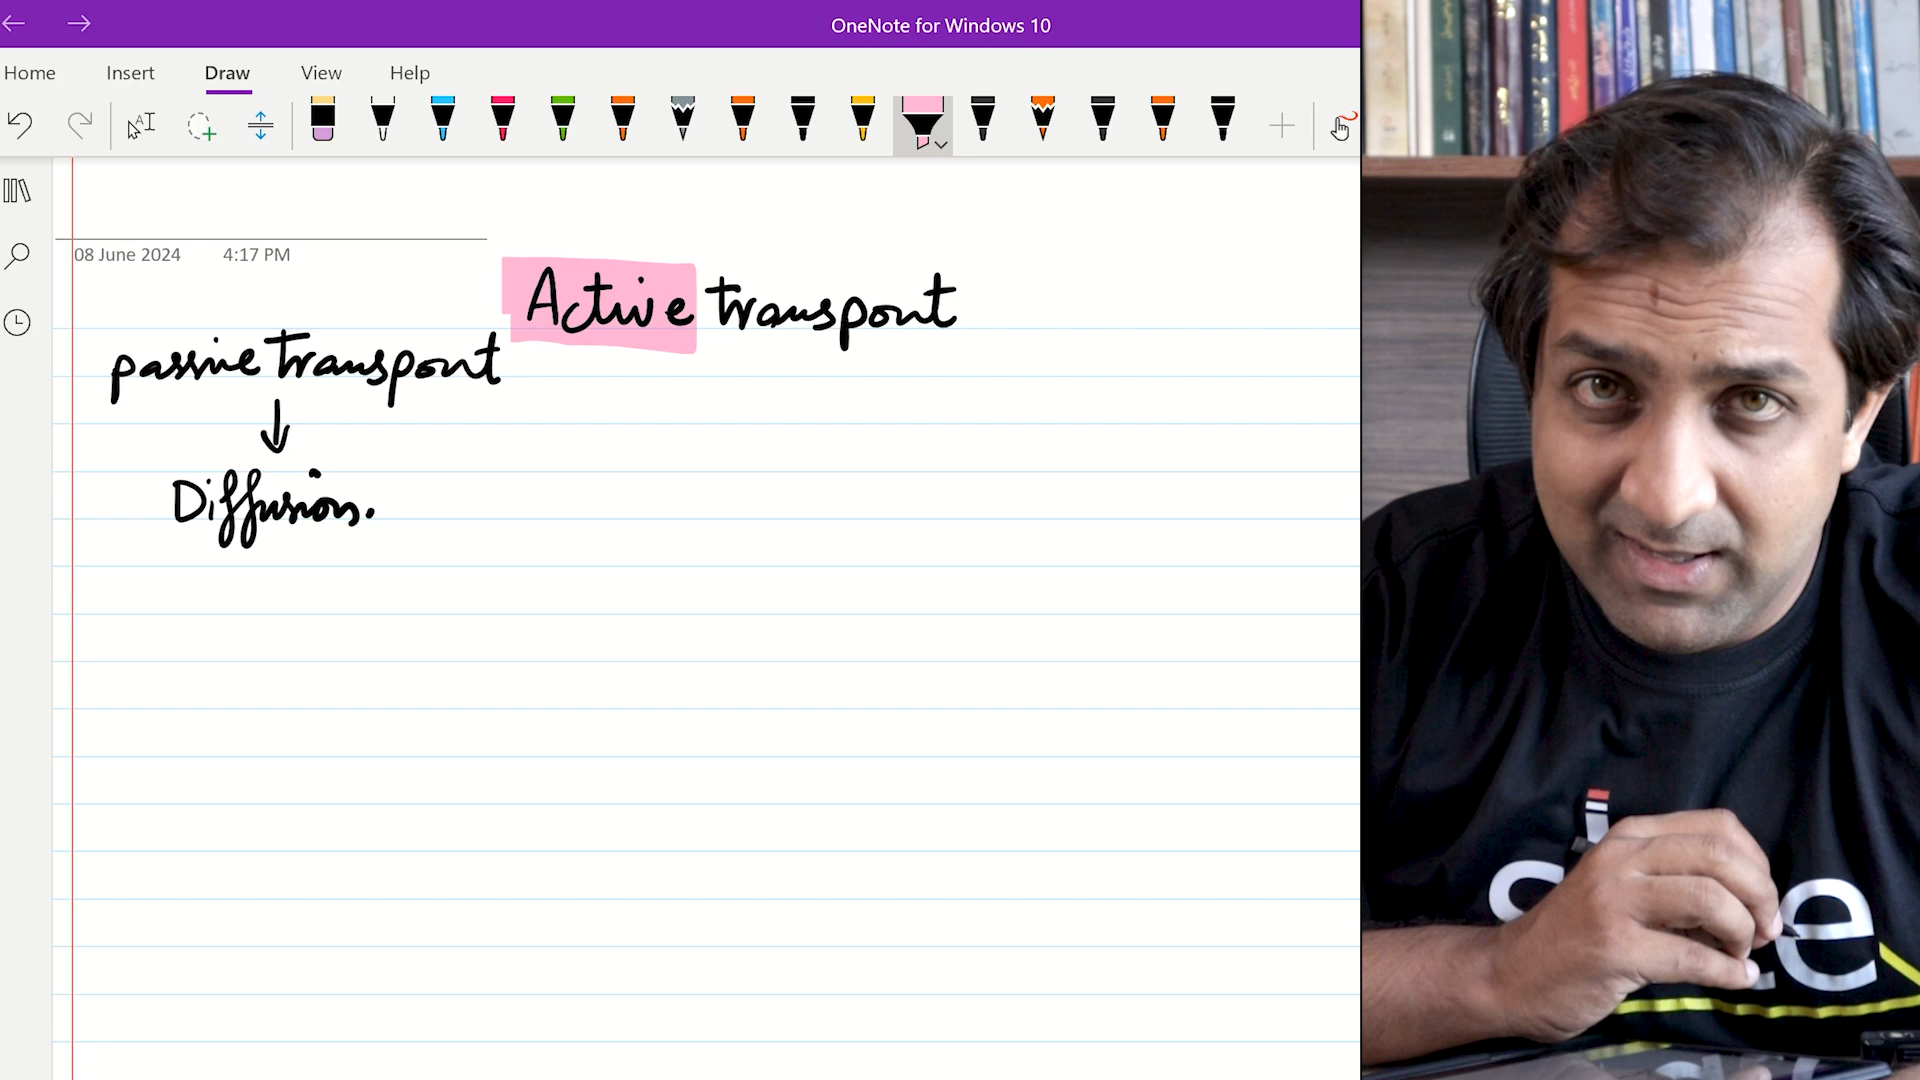 OneNote for Windows 10
Home Insert Draw View Help
08 June 2024 4:17 PM
Active transport
passive transport
↓
Diffusion.